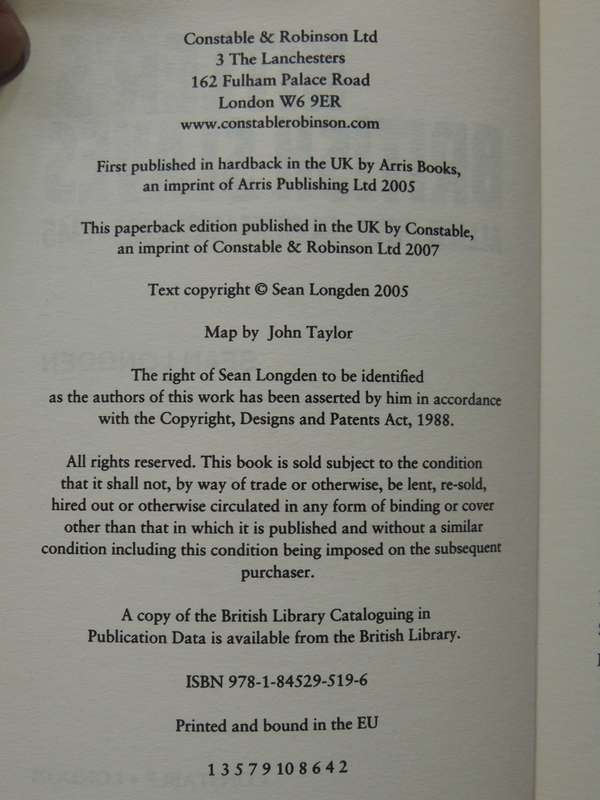 Constable & Robinson Ltd
3 The Lanchesters
162 Fulham Palace Road
London W6 9ER
www.constablerobinson.com
First published in hardback in the UK by Arris Books,
an imprint of Arris Publishing Ltd 2005
This paperback edition published in the UK by Constable,
an imprint of Constable & Robinson Ltd 2007
Text copyright © Sean Longden 2005
Map by John Taylor
The right of Sean Longden to be identified
as the authors of this work has been asserted by him in accordance
with the Copyright, Designs and Patents Act, 1988.
All rights reserved. This book is sold subject to the condition
that it shall not, by way of trade or otherwise, be lent, re-sold,
hired out or otherwise circulated in any form of binding or cover
other than that in which it is published and without a similar
condition including this condition being imposed on the subsequent
purchaser.
A copy of the British Library Cataloguing in
Publication Data is available from the British Library.
ISBN 978-1-84529-519-6
Printed and bound in the EU
1 3 5 7 9 10 8 6 4 2